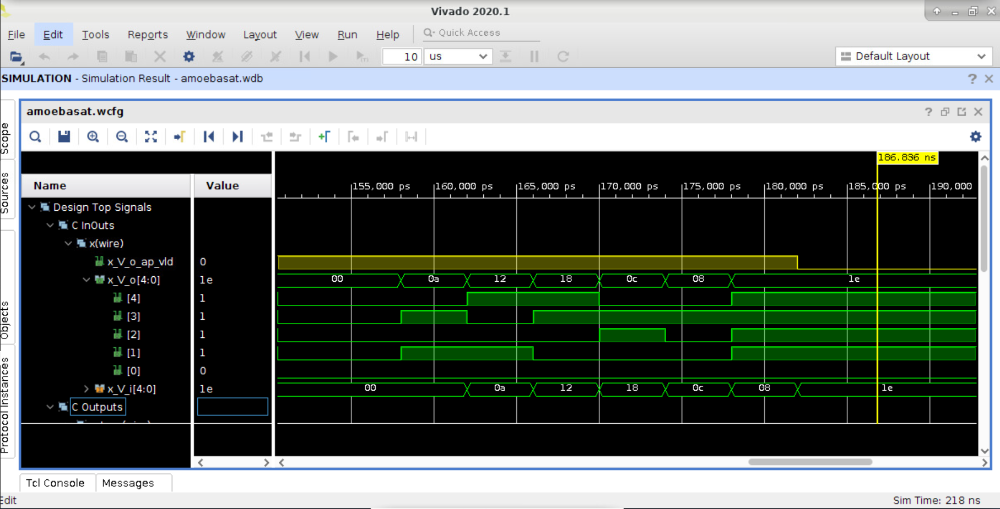 Vivado 2020.1
File Edit Tools Reports Window Layout View Run Help Quick Access
10 us Default Layout
SIMULATION - Simulation Result - amoebasat.wdb ?
amoebasat.wcfg ?
Scope
Sources
Objects
Protocol Instances
186.836 ns
Name Value 155,000 ps 160,000 ps 165,000 ps 170,000 ps 175,000 ps 180,000 ps 185,000 ps 190,000
Design Top Signals
C InOuts
x(wire)
x_V_o_ap_vld 0
x_V_o[4:0] 1e 00 0a 12 18 0c 08 1e
[4] 1
[3] 1
[2] 1
[1] 1
[0] 0
x_V_i[4:0] 1e 00 0a 12 18 0c 08 1e
C Outputs
Tcl Console Messages
Edit Sim Time: 218 ns